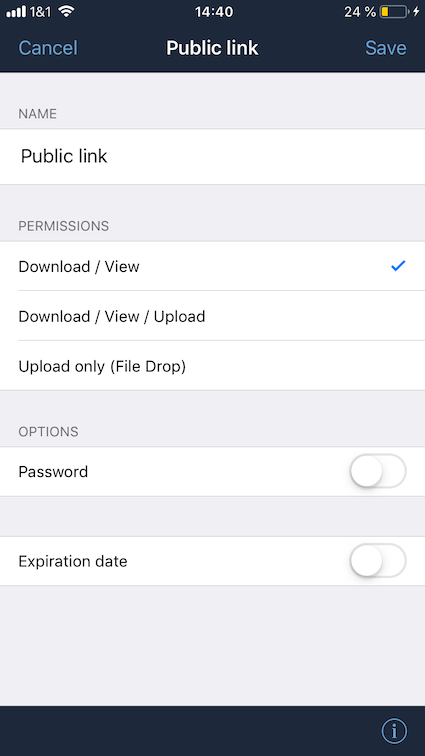 1&1 14:40 24 %
Cancel Public link Save
NAME
Public link
PERMISSIONS
Download / View
Download / View / Upload
Upload only (File Drop)
OPTIONS
Password
Expiration date